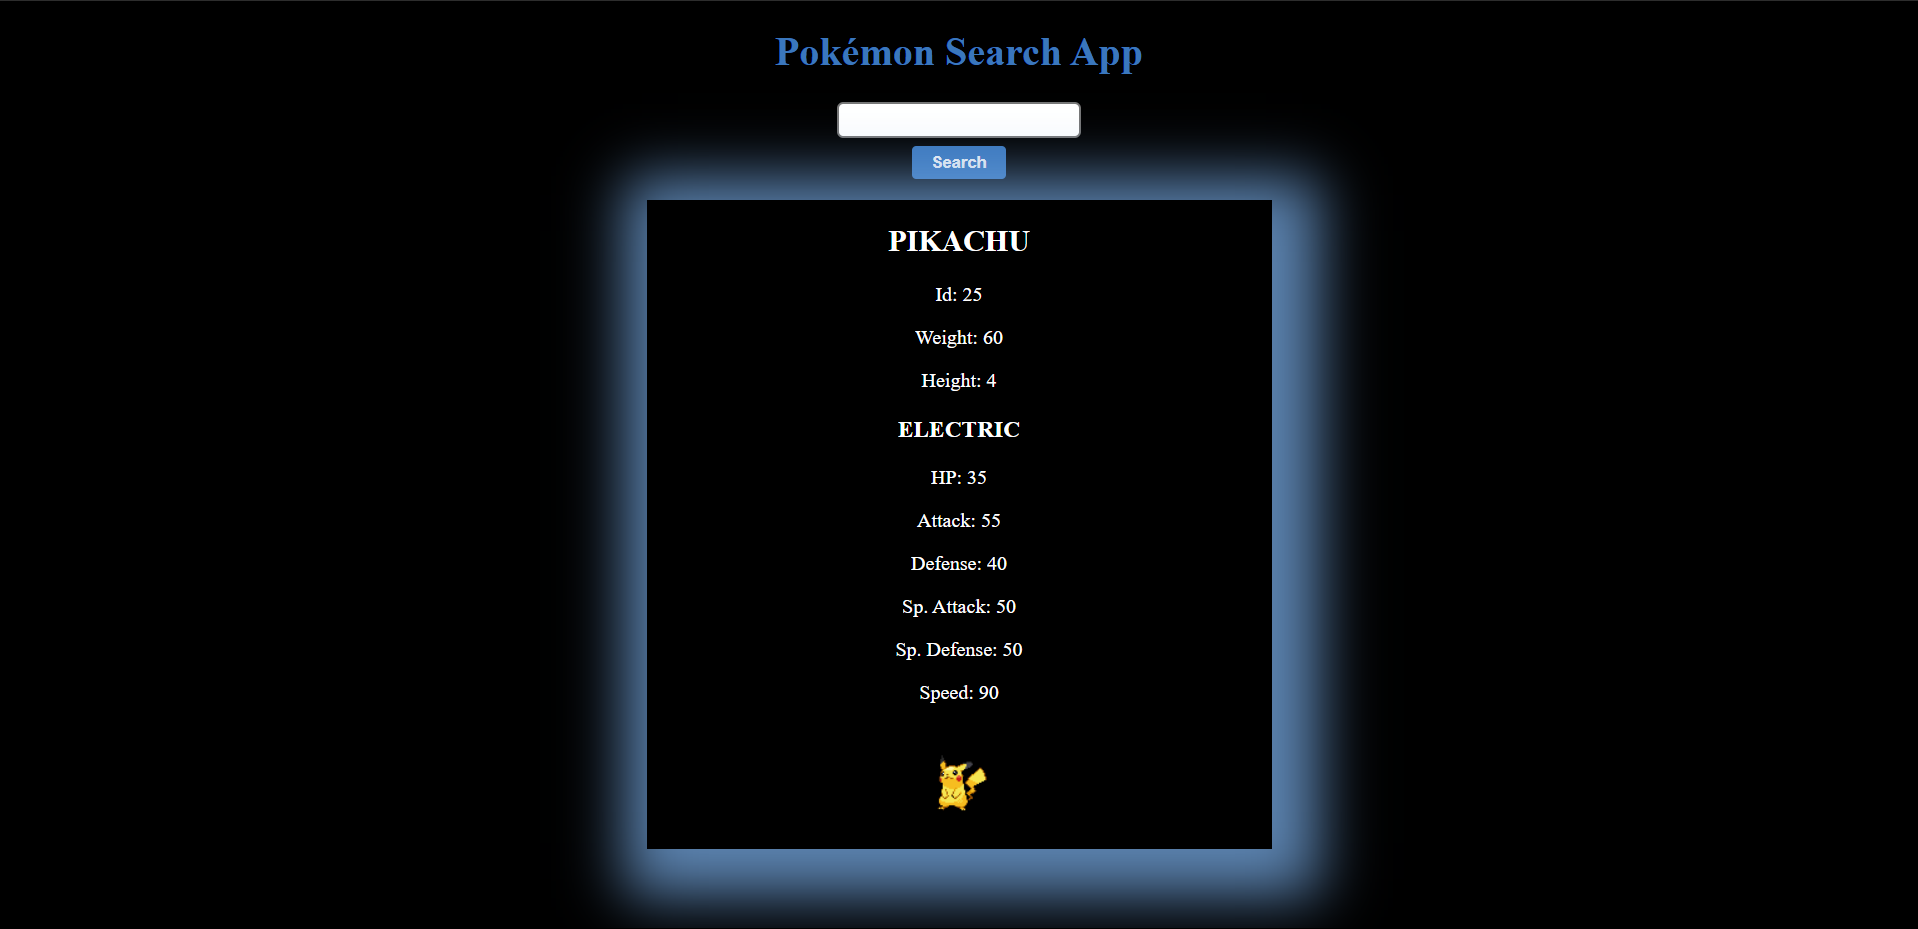 Pokémon Search App
Search
PIKACHU
Id: 25
Weight: 60
Height: 4
ELECTRIC
HP: 35
Attack: 55
Defense: 40
Sp. Attack: 50
Sp. Defense: 50
Speed: 90